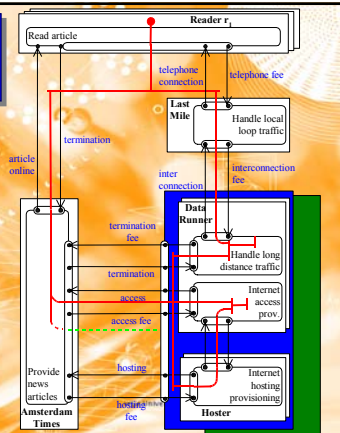 Reader r₁
Read article
telephone
connection
telephone fee
Last
Mile
Handle local
loop traffic
termination
article
online
inter
connection
interconnection
fee
Data
Runner
termination
fee
Handle long
distance traffic
termination
access
Internet
access
prov.
access fee
hosting
Provide
news
articles
Internet
hosting
provisioning
hosting
fee
Amsterdam
Times
Hoster